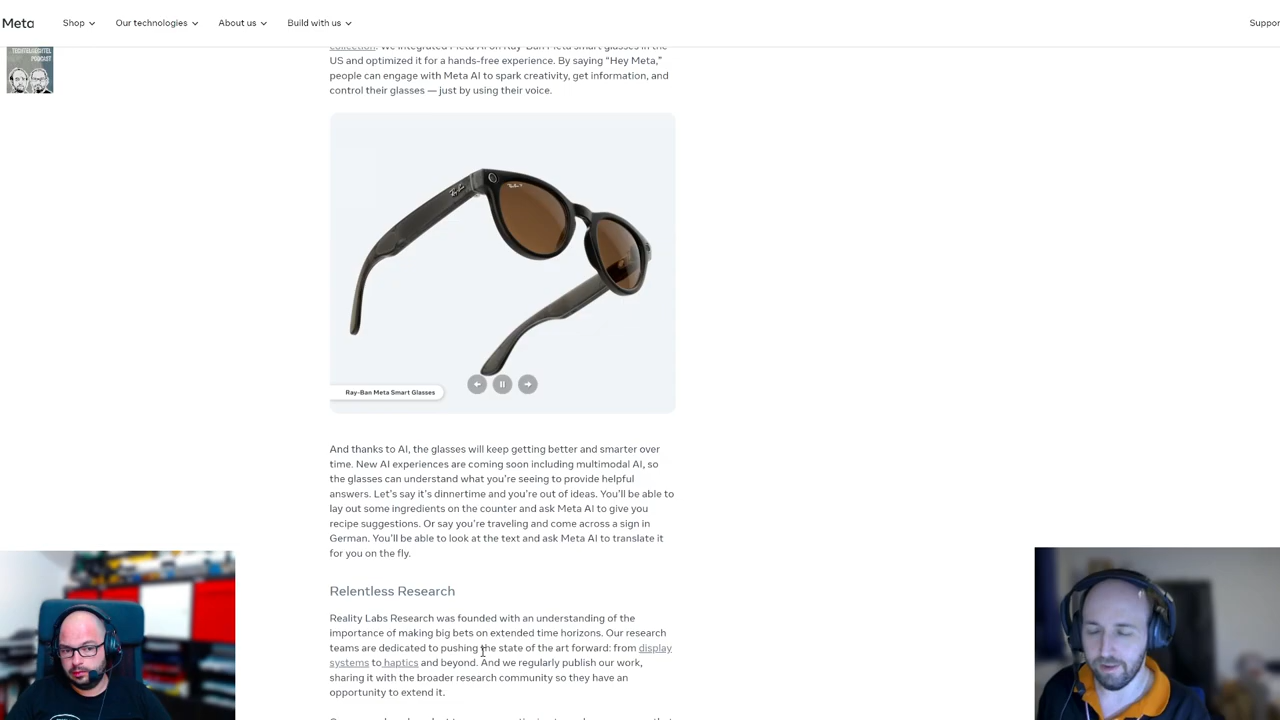 Meta
Shop
Our technologies
About us
Build with us
Suppor
TECHTELMECHTEL
PODCAST
collection. We integrated Meta AI on Ray-Ban Meta smart glasses in the
US and optimized it for a hands-free experience. By saying “Hey Meta,”
people can engage with Meta AI to spark creativity, get information, and
control their glasses — just by using their voice.
Ray-Ban
Ray-Ban
Ray-Ban Meta Smart Glasses
And thanks to AI, the glasses will keep getting better and smarter over
time. New AI experiences are coming soon including multimodal AI, so
the glasses can understand what you’re seeing to provide helpful
answers. Let’s say it’s dinnertime and you’re out of ideas. You’ll be able to
lay out some ingredients on the counter and ask Meta AI to give you
recipe suggestions. Or say you’re traveling and come across a sign in
German. You’ll be able to look at the text and ask Meta AI to translate it
for you on the fly.
Relentless Research
Reality Labs Research was founded with an understanding of the
importance of making big bets on extended time horizons. Our research
teams are dedicated to pushing the state of the art forward: from display
systems to haptics and beyond. And we regularly publish our work,
sharing it with the broader research community so they have an
opportunity to extend it.